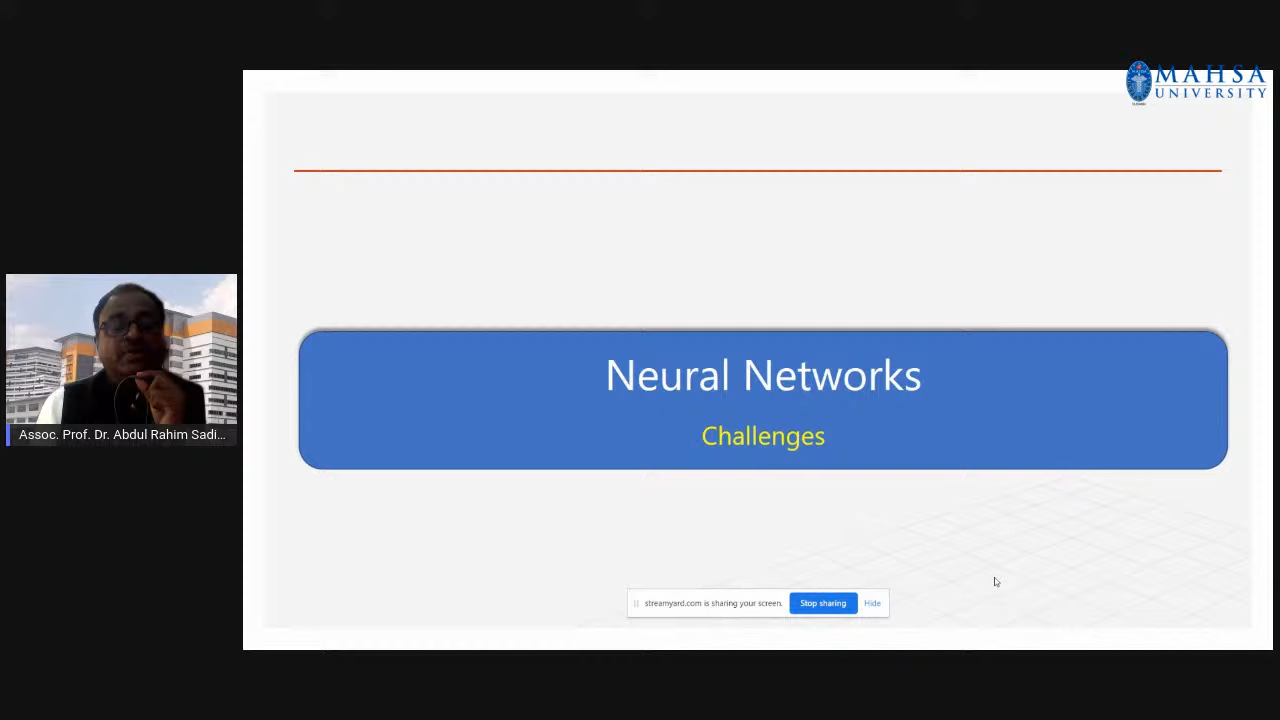 MAHSA
UNIVERSITY
Neural Networks
Challenges
Assoc. Prof. Dr. Abdul Rahim Sadi...
streamyard.com is sharing your screen.
Stop sharing
Hide